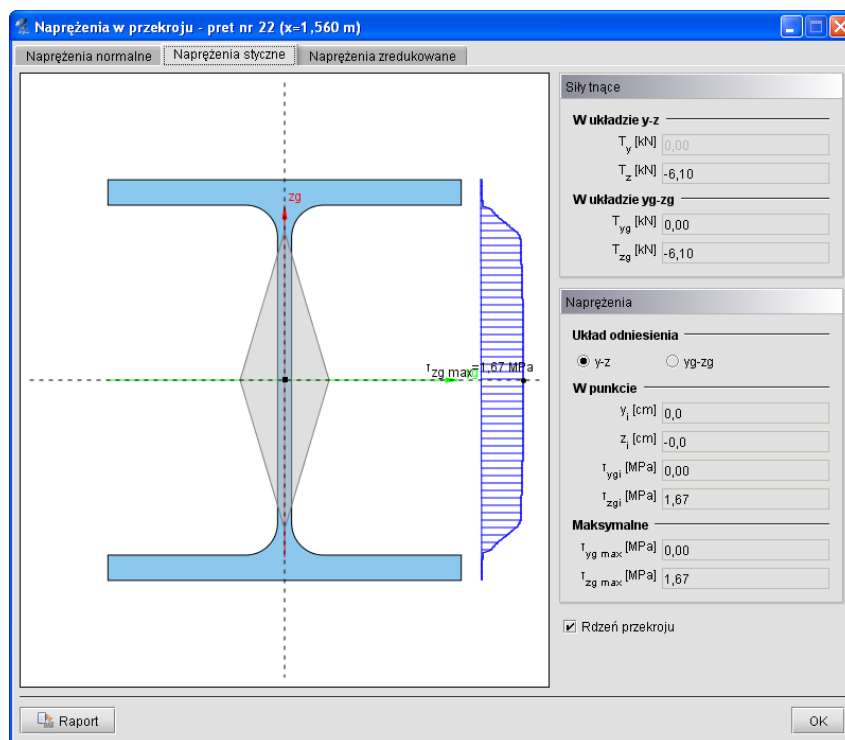 Naprężenia w przekroju - pret nr 22 (x=1,560 m)
Naprężenia normalne Naprężenia styczne Naprężenia zredukowane
zg
τzg max=1,67 MPa
Siły tnące
W układzie y-z
Ty [kN] 0,00
Tz [kN] -6,10
W układzie yg-zg
Tyg [kN] 0,00
Tzg [kN] -6,10
Naprężenia
Układ odniesienia
y-z yg-zg
W punkcie
yi [cm] 0,0
zi [cm] -0,0
τygi [MPa] 0,00
τzgi [MPa] 1,67
Maksymalne
τyg max [MPa] 0,00
τzg max [MPa] 1,67
Rdzeń przekroju
Raport OK